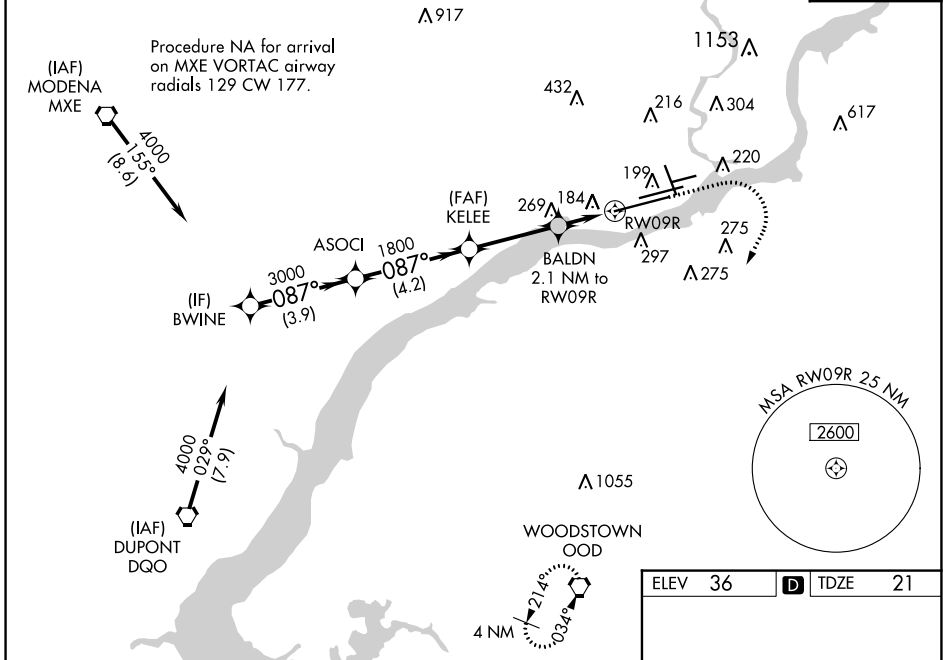 917
1153
Procedure NA for arrival
on MXE VORTAC airway
radials 129 CW 177.
(IAF)
MODENA
MXE
4000
155°
(8.6)
432
216
304
617
220
199
(FAF)
KELEE
269
184
RW09R
275
297
275
ASOCI
1800
087°
(4.2)
BALDN
2.1 NM to
RW09R
3000
087°
(3.9)
(IF)
BWINE
MSA RW09R 25 NM
2600
4000
029°
(7.9)
1055
(IAF)
DUPONT
DQO
WOODSTOWN
OOD
214°
034°
4 NM
ELEV 36 D TDZE 21